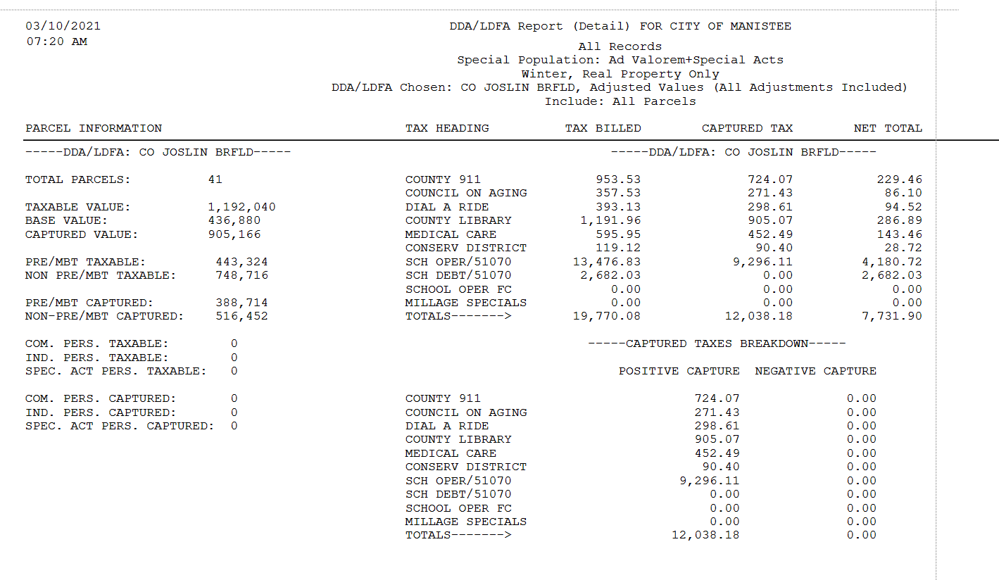 03/10/2021 DDA/LDFA Report (Detail) FOR CITY OF MANISTEE
07:20 AM
All Records
Special Population: Ad Valorem+Special Acts
Winter, Real Property Only
DDA/LDFA Chosen: CO JOSLIN BRFLD, Adjusted Values (All Adjustments Included)
Include: All Parcels
PARCEL INFORMATION TAX HEADING TAX BILLED CAPTURED TAX NET TOTAL
-----DDA/LDFA: CO JOSLIN BRFLD----- -----DDA/LDFA: CO JOSLIN BRFLD-----
TOTAL PARCELS: 41 COUNTY 911 953.53 724.07 229.46
COUNCIL ON AGING 357.53 271.43 86.10
TAXABLE VALUE: 1,192,040 DIAL A RIDE 393.13 298.61 94.52
BASE VALUE: 436,880 COUNTY LIBRARY 1,191.96 905.07 286.89
CAPTURED VALUE: 905,166 MEDICAL CARE 595.95 452.49 143.46
CONSERV DISTRICT 119.12 90.40 28.72
PRE/MBT TAXABLE: 443,324 SCH OPER/51070 13,476.83 9,296.11 4,180.72
NON PRE/MBT TAXABLE: 748,716 SCH DEBT/51070 2,682.03 0.00 2,682.03
SCHOOL OPER FC 0.00 0.00 0.00
PRE/MBT CAPTURED: 388,714 MILLAGE SPECIALS 0.00 0.00 0.00
NON-PRE/MBT CAPTURED: 516,452 TOTALS-------> 19,770.08 12,038.18 7,731.90
COM. PERS. TAXABLE: 0 -----CAPTURED TAXES BREAKDOWN-----
IND. PERS. TAXABLE: 0
SPEC. ACT PERS. TAXABLE: 0 POSITIVE CAPTURE NEGATIVE CAPTURE
COM. PERS. CAPTURED: 0 COUNTY 911 724.07 0.00
IND. PERS. CAPTURED: 0 COUNCIL ON AGING 271.43 0.00
SPEC. ACT PERS. CAPTURED: 0 DIAL A RIDE 298.61 0.00
COUNTY LIBRARY 905.07 0.00
MEDICAL CARE 452.49 0.00
CONSERV DISTRICT 90.40 0.00
SCH OPER/51070 9,296.11 0.00
SCH DEBT/51070 0.00 0.00
SCHOOL OPER FC 0.00 0.00
MILLAGE SPECIALS 0.00 0.00
TOTALS-------> 12,038.18 0.00